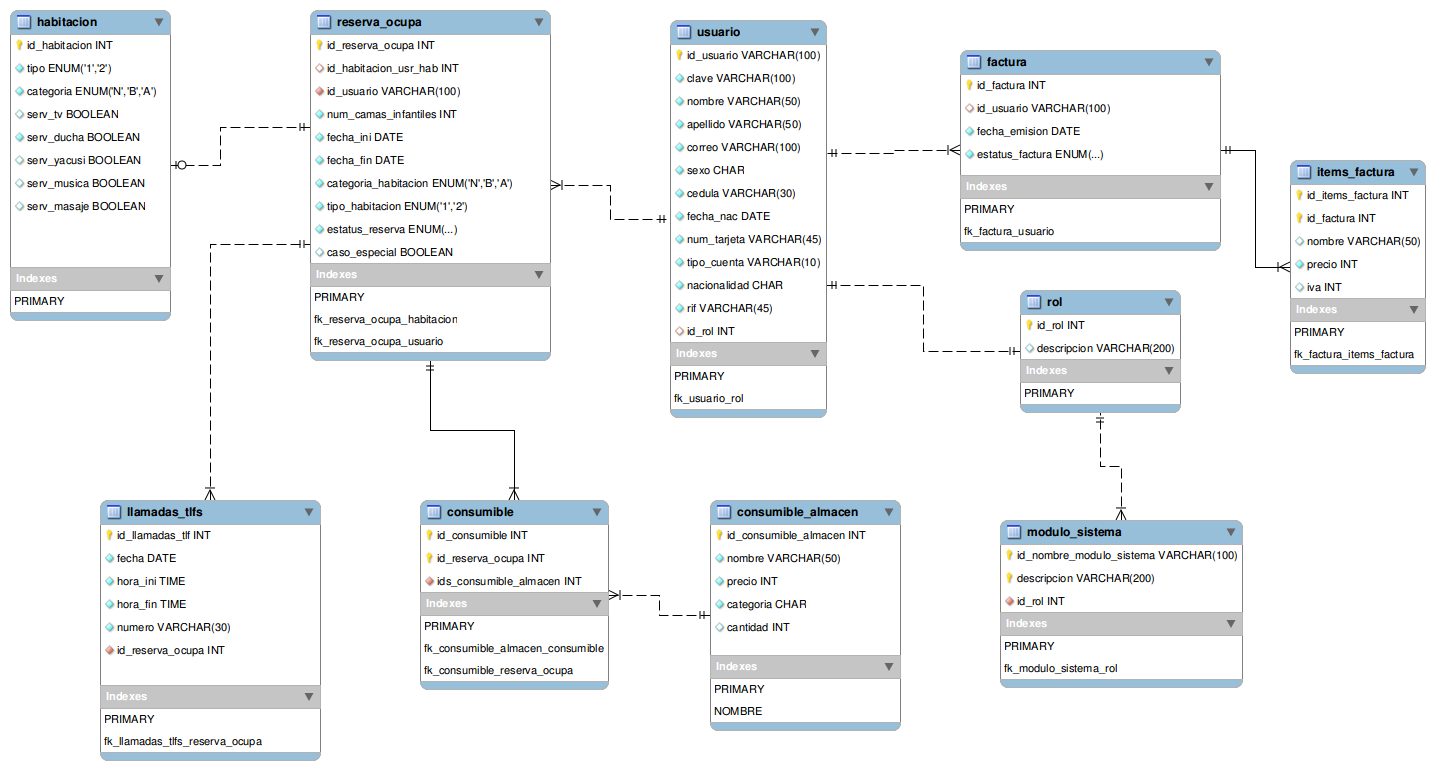 habitacion
id_habitacion INT
tipo ENUM('1','2')
categoria ENUM('N','B','A')
serv_tv BOOLEAN
serv_ducha BOOLEAN
serv_yacusi BOOLEAN
serv_musica BOOLEAN
serv_masaje BOOLEAN
Indexes
PRIMARY
reserva_ocupa
id_reserva_ocupa INT
id_habitacion_usr_hab INT
id_usuario VARCHAR(100)
num_camas_infantiles INT
fecha_ini DATE
fecha_fin DATE
categoria_habitacion ENUM('N','B','A')
tipo_habitacion ENUM('1','2')
estatus_reserva ENUM(...)
caso_especial BOOLEAN
Indexes
PRIMARY
fk_reserva_ocupa_habitacion
fk_reserva_ocupa_usuario
usuario
id_usuario VARCHAR(100)
clave VARCHAR(100)
nombre VARCHAR(50)
apellido VARCHAR(50)
correo VARCHAR(100)
sexo CHAR
cedula VARCHAR(30)
fecha_nac DATE
num_tarjeta VARCHAR(45)
tipo_cuenta VARCHAR(10)
nacionalidad CHAR
rif VARCHAR(45)
id_rol INT
Indexes
PRIMARY
fk_usuario_rol
factura
id_factura INT
id_usuario VARCHAR(100)
fecha_emision DATE
estatus_factura ENUM(...)
Indexes
PRIMARY
fk_factura_usuario
items_factura
id_items_factura INT
id_factura INT
nombre VARCHAR(50)
precio INT
iva INT
Indexes
PRIMARY
fk_factura_items_factura
rol
id_rol INT
descripcion VARCHAR(200)
Indexes
PRIMARY
llamadas_tlfs
id_llamadas_tlf INT
fecha DATE
hora_ini TIME
hora_fin TIME
numero VARCHAR(30)
id_reserva_ocupa INT
Indexes
PRIMARY
fk_llamadas_tlfs_reserva_ocupa
consumible
id_consumible INT
id_reserva_ocupa INT
ids_consumible_almacen INT
Indexes
PRIMARY
fk_consumible_almacen_consumible
fk_consumible_reserva_ocupa
consumible_almacen
id_consumible_almacen INT
nombre VARCHAR(50)
precio INT
categoria CHAR
cantidad INT
Indexes
PRIMARY
NOMBRE
modulo_sistema
id_nombre_modulo_sistema VARCHAR(100)
descripcion VARCHAR(200)
id_rol INT
Indexes
PRIMARY
fk_modulo_sistema_rol